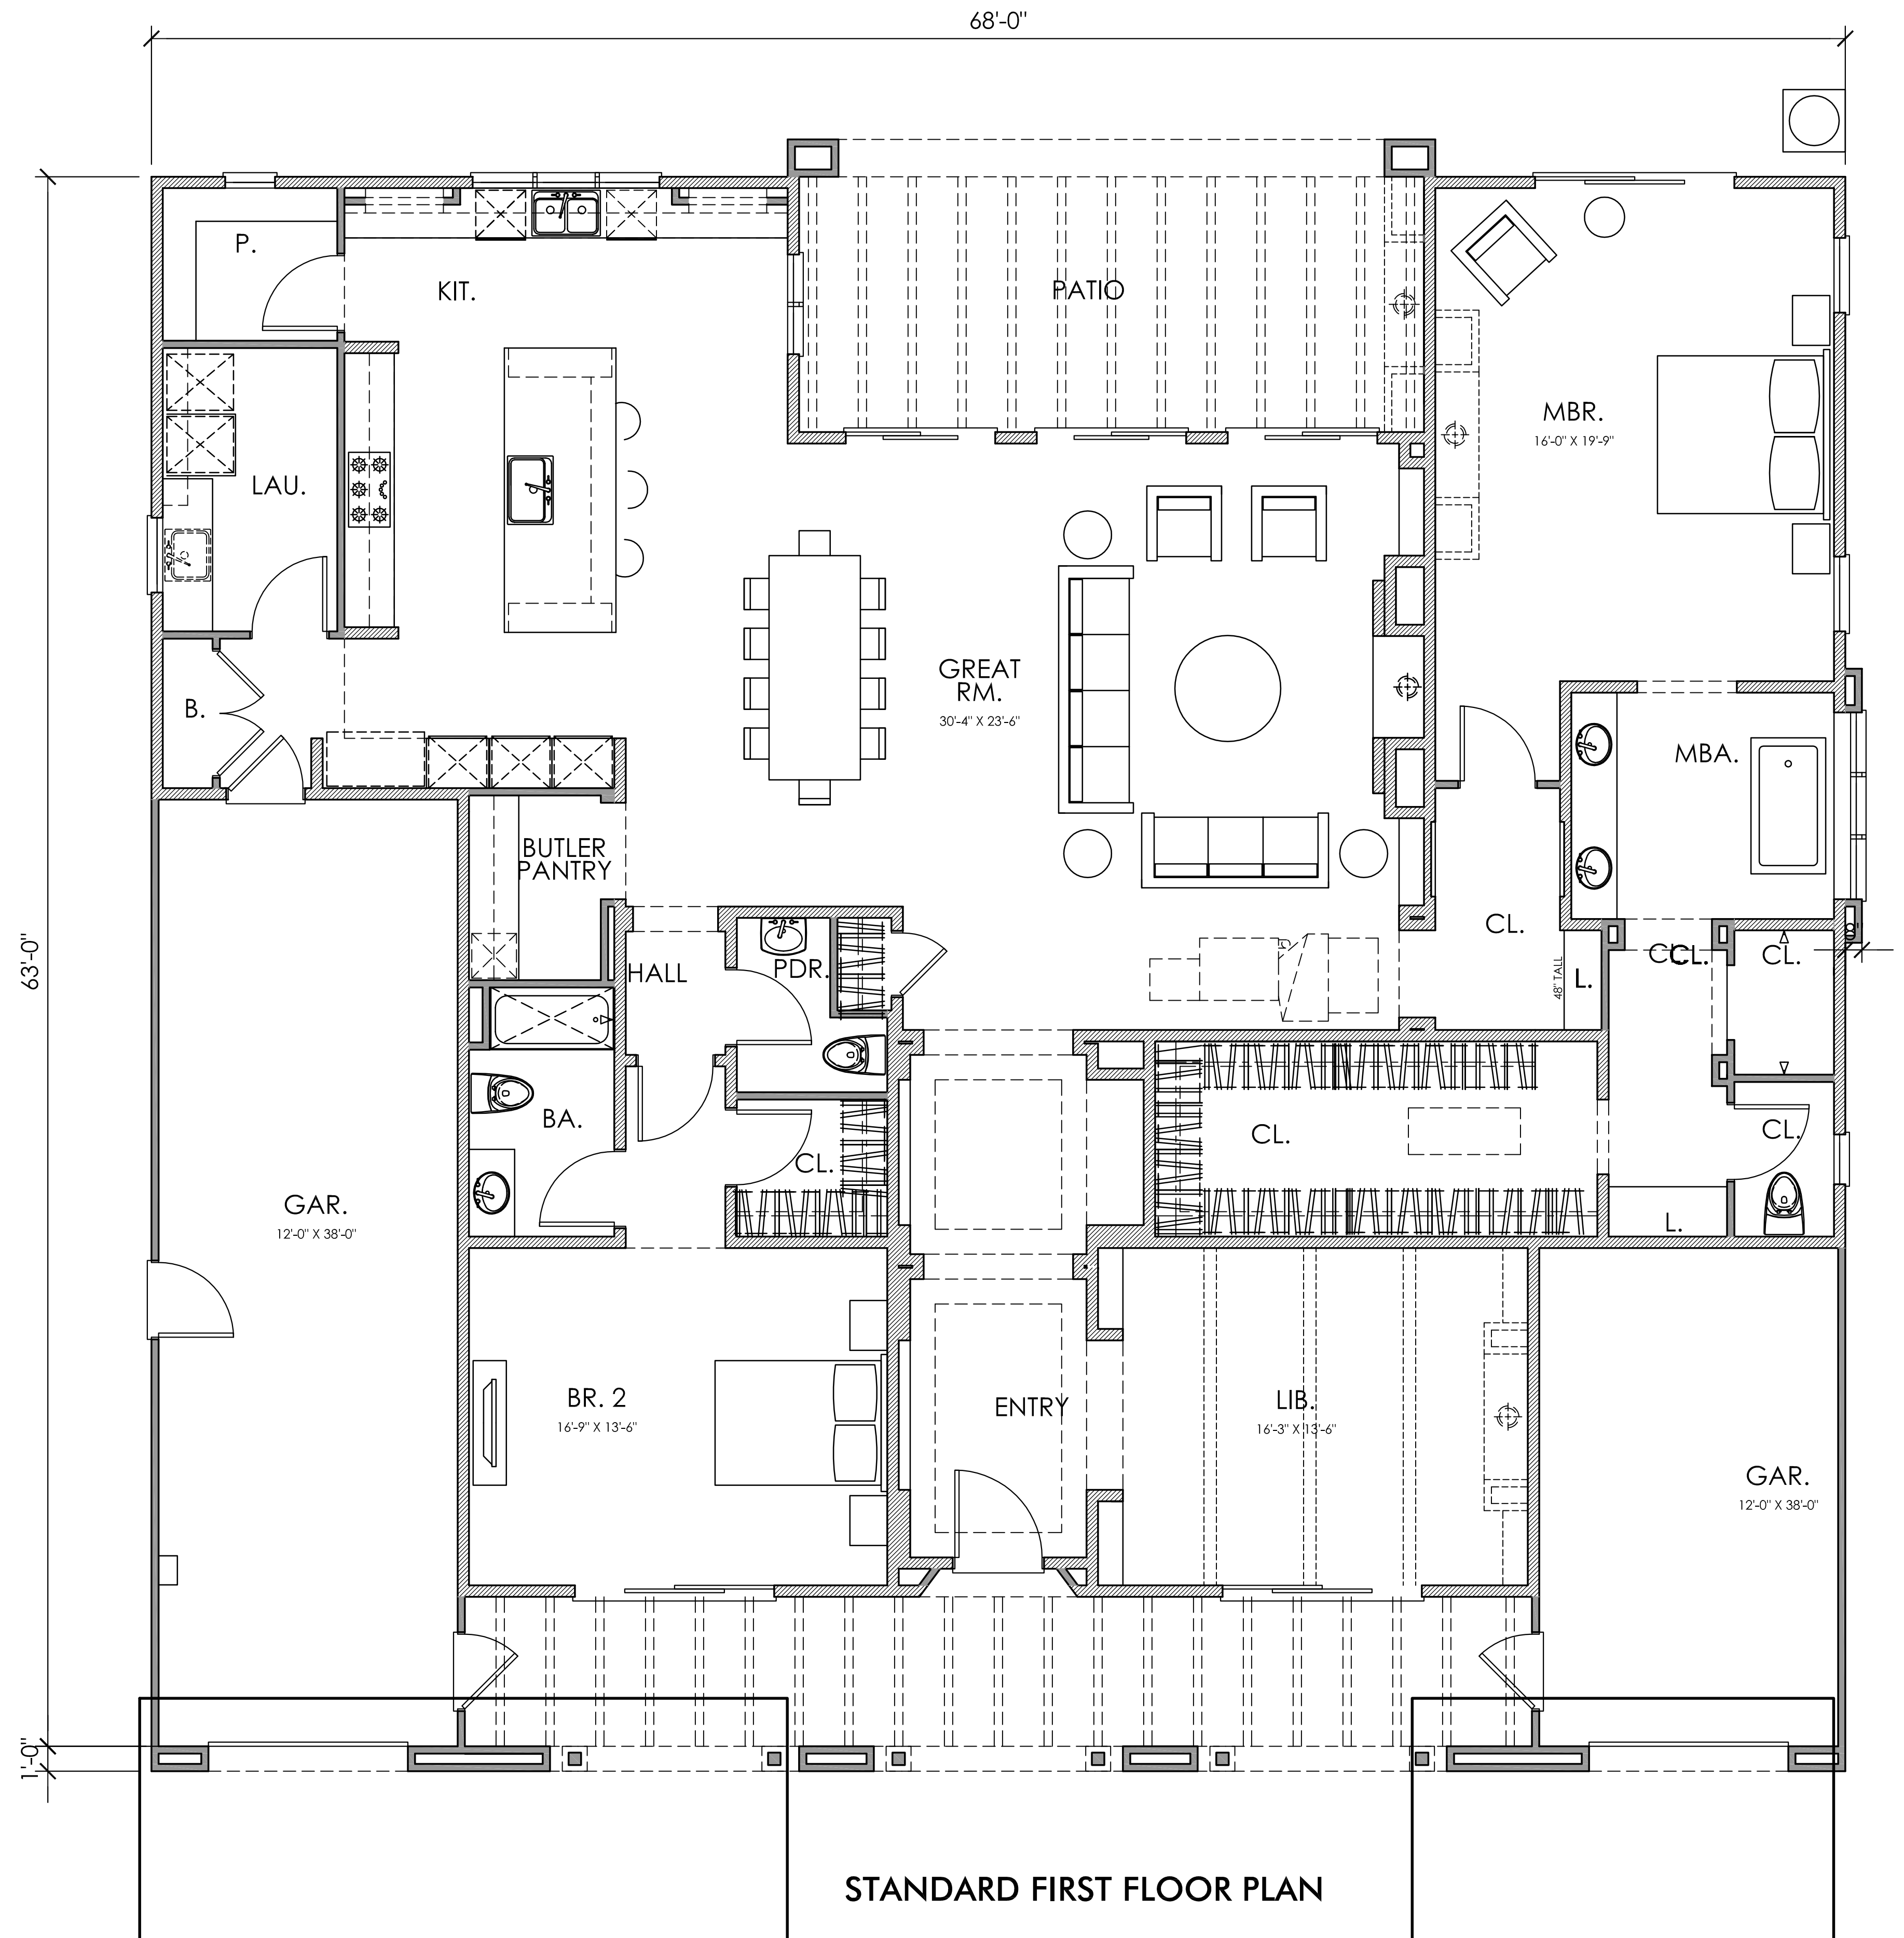 68'-0"
P.
KIT.
PATIO
MBR.
16'-0" X 19'-9"
LAU.
GREAT
RM.
30'-4" X 23'-6"
B.
MBA.
BUTLER
PANTRY
63'-0"
HALL
PDR.
CL.
48" TALL
L.
CL.
CL.
CL.
BA.
CL.
CL.
CL.
GAR.
12'-0" X 38'-0"
L.
BR. 2
16'-9" X 13'-6"
ENTRY
LIB.
16'-3" X 13'-6"
GAR.
12'-0" X 38'-0"
1'-0"
STANDARD FIRST FLOOR PLAN